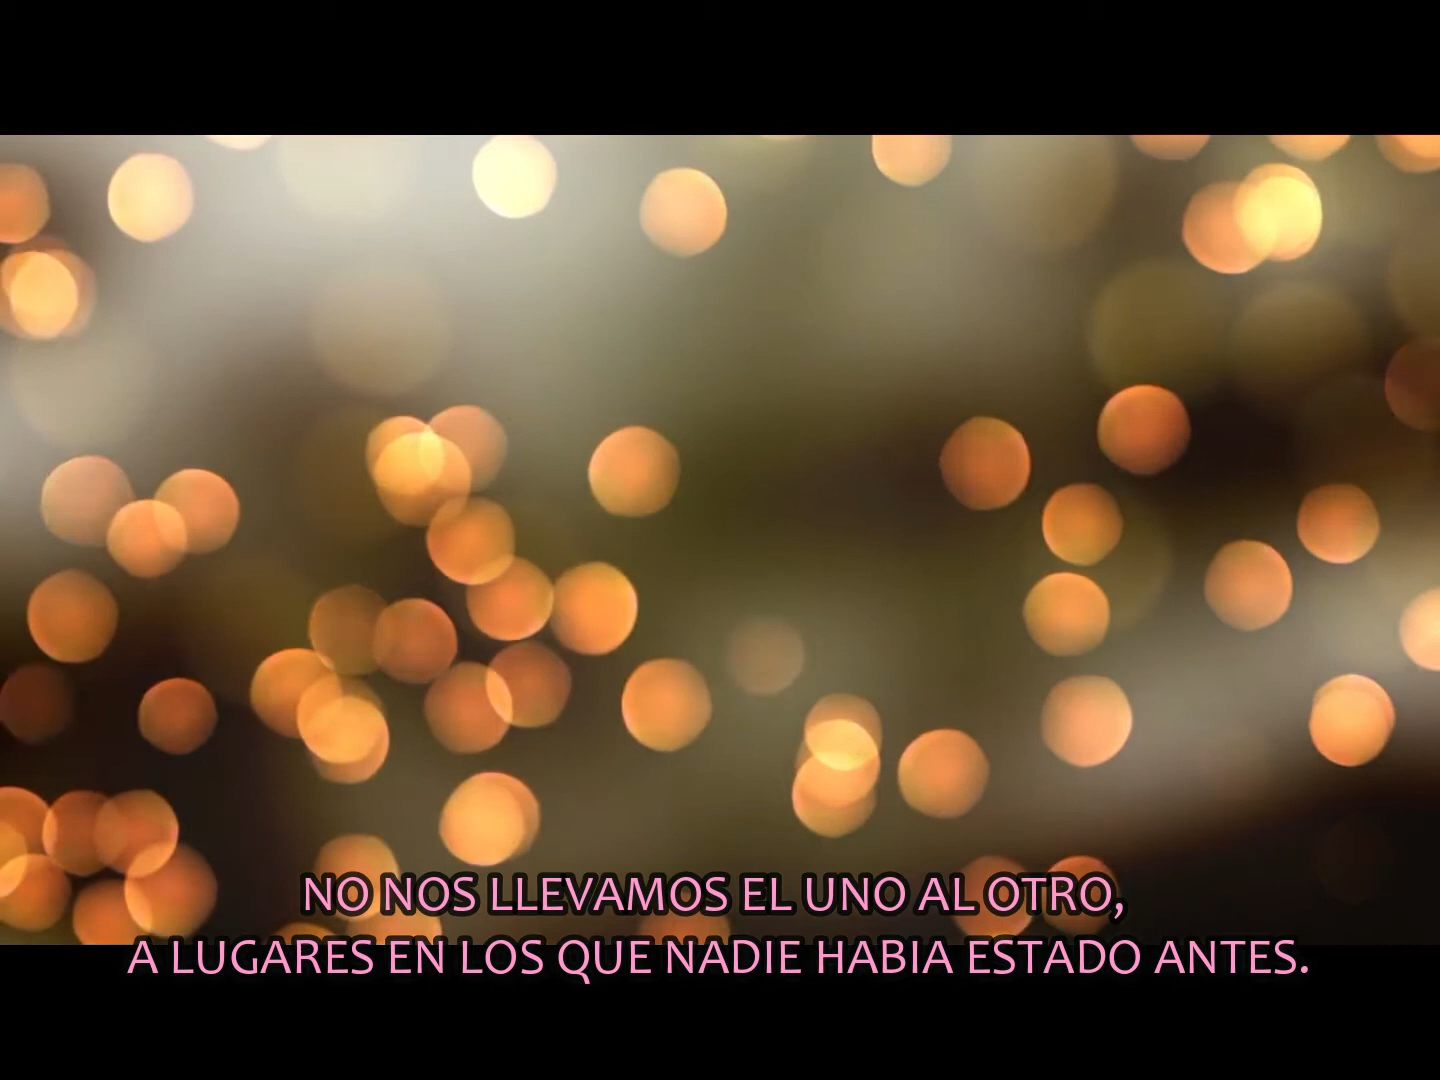 NO NOS LLEVAMOS EL UNO AL OTRO,
A LUGARES EN LOS QUE NADIE HABIA ESTADO ANTES.